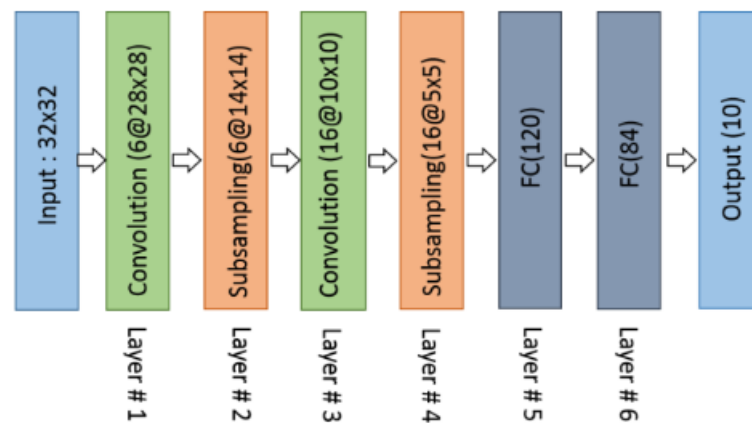 Input : 32x32
Convolution (6@28x28)
Subsampling(6@14x14)
Convolution (16@10x10)
Subsampling(16@5x5)
FC(120)
FC(84)
Output (10)
Layer # 1
Layer # 2
Layer # 3
Layer # 4
Layer # 5
Layer # 6